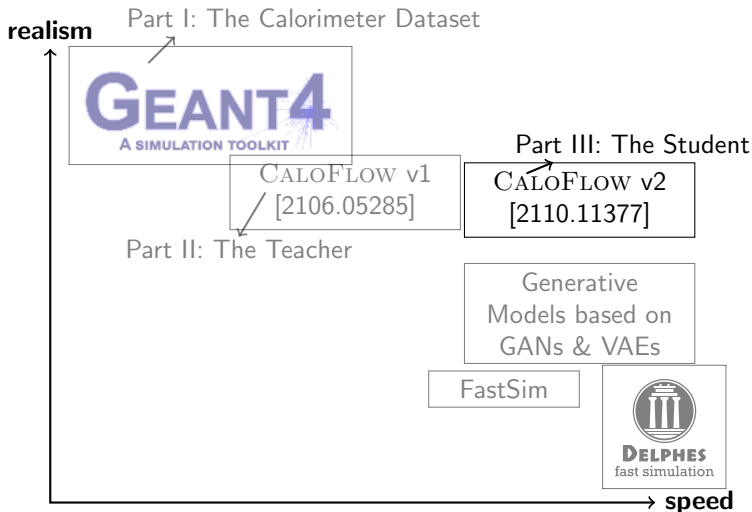 Part I: The Calorimeter Dataset
realism
GEANT4
A SIMULATION TOOLKIT
Part III: The Student
CALOFLOW v1
[2106.05285]
CALOFLOW v2
[2110.11377]
Part II: The Teacher
Generative
Models based on
GANs & VAEs
FastSim
DELPHES
fast simulation
speed